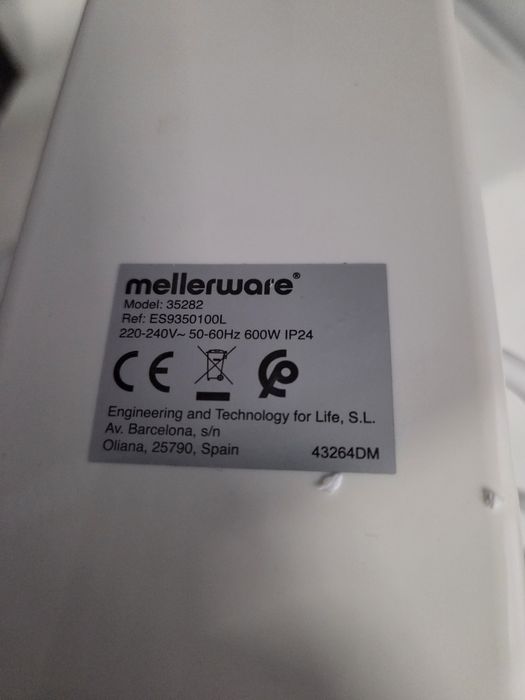 mellerware®
Model: 35282
Ref: ES9350100L
220-240V~ 50-60Hz 600W IP24
CE
Engineering and Technology for Life, S.L.
Av. Barcelona, s/n
Oliana, 25790, Spain
43264DM